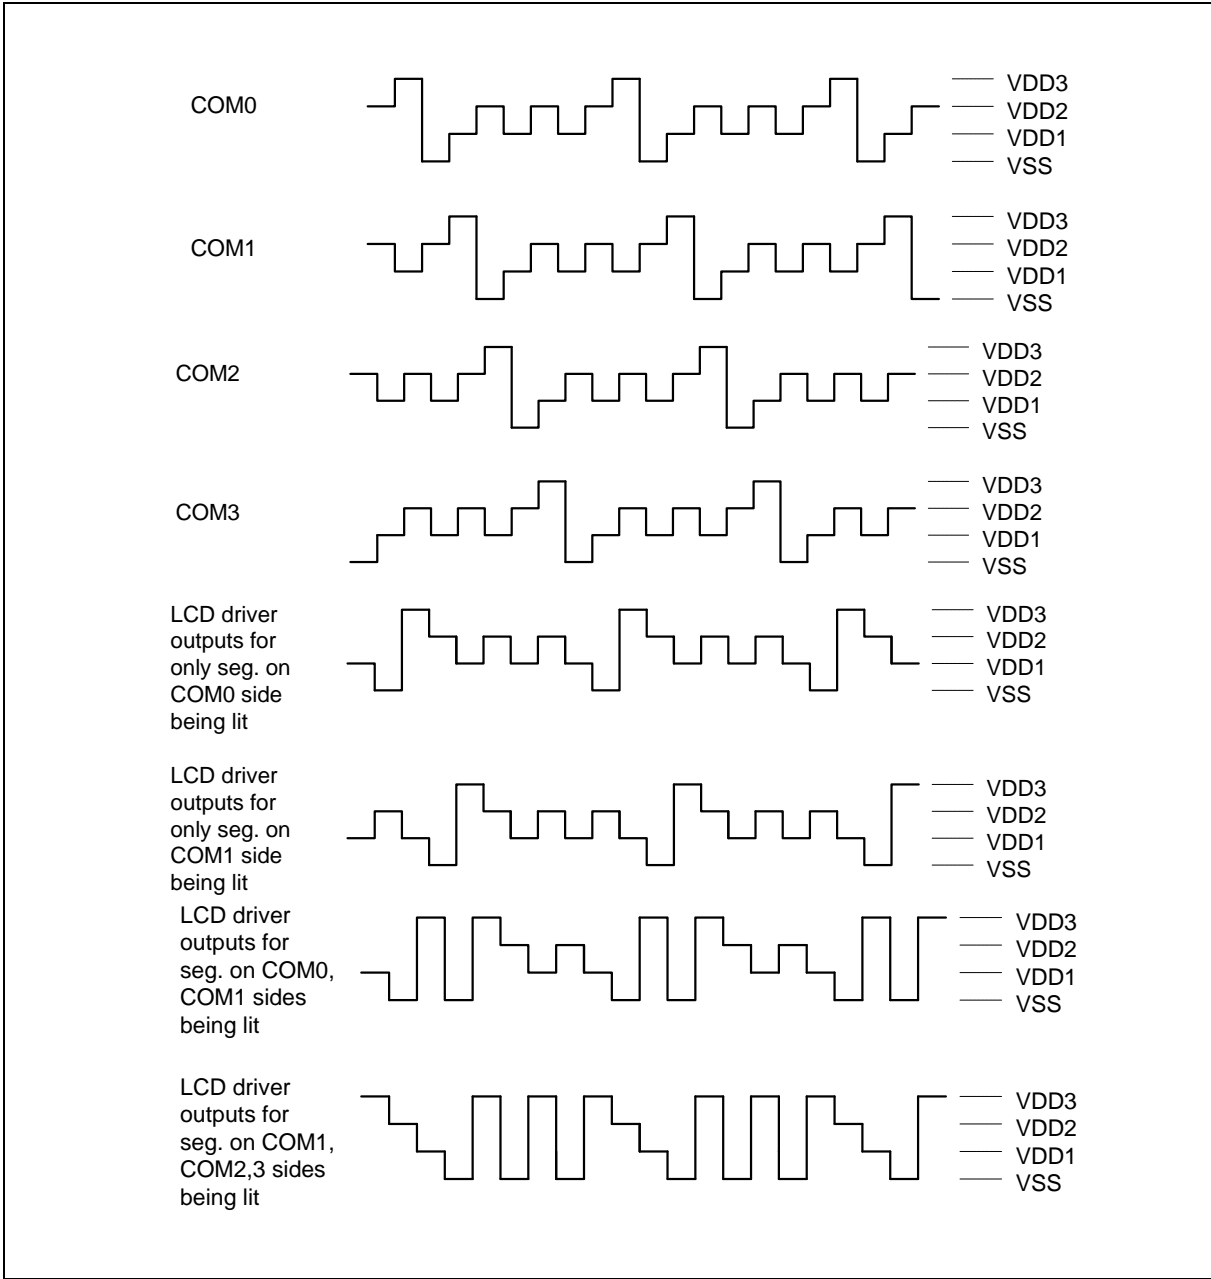 COM0
VDD3
VDD2
VDD1
VSS
COM1
VDD3
VDD2
VDD1
VSS
COM2
VDD3
VDD2
VDD1
VSS
COM3
VDD3
VDD2
VDD1
VSS
LCD driver
outputs for
only seg. on
COM0 side
being lit
VDD3
VDD2
VDD1
VSS
LCD driver
outputs for
only seg. on
COM1 side
being lit
VDD3
VDD2
VDD1
VSS
LCD driver
outputs for
seg. on COM0,
COM1 sides
being lit
VDD3
VDD2
VDD1
VSS
LCD driver
outputs for
seg. on COM1,
COM2,3 sides
being lit
VDD3
VDD2
VDD1
VSS